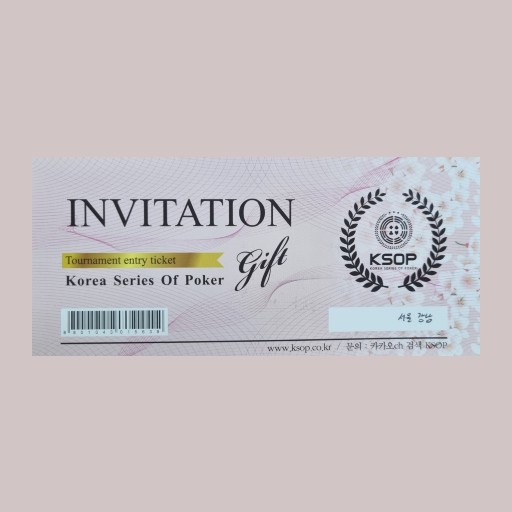 INVITATION
Tournament entry ticket
Gift
Korea Series Of Poker
KSOP
KOREA SERIES OF POKER
서울 강남
www.ksop.co.kr / 문의 : 카카오ch 검색 KSOP